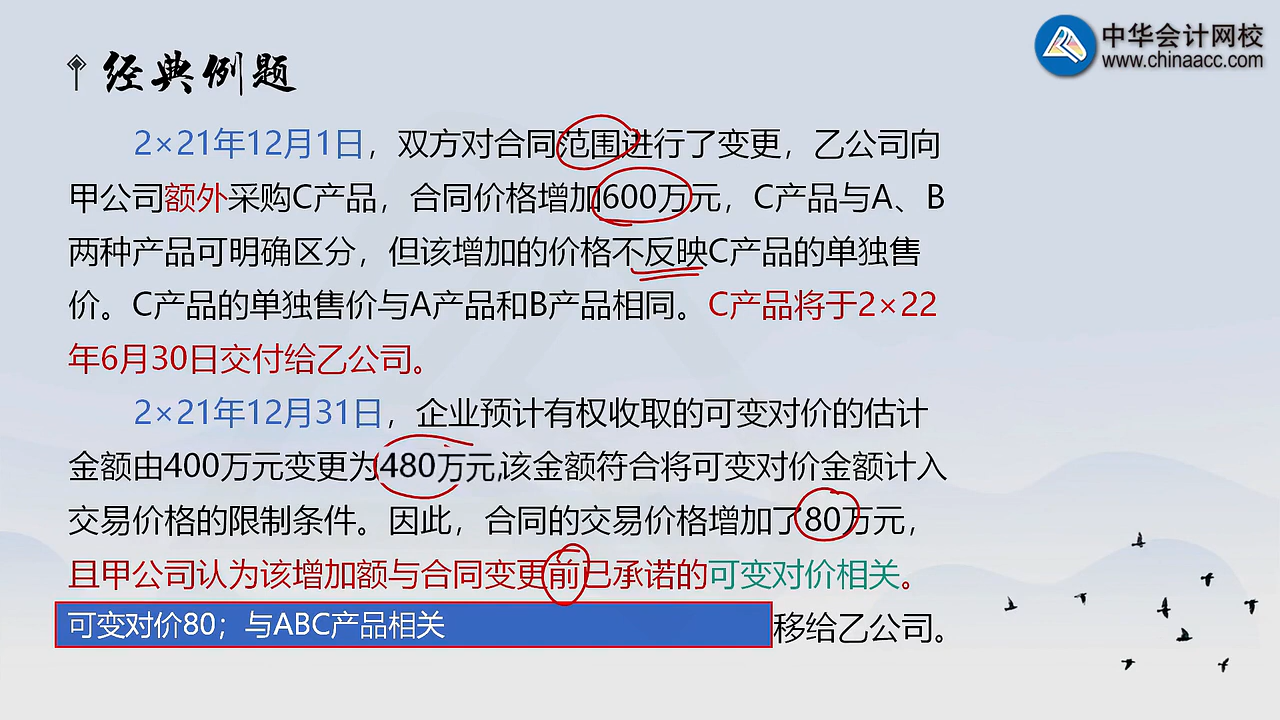 经典例题
中华会计网校
www.chinaacc.com
2×21年12月1日，双方对合同范围进行了变更，乙公司向
甲公司额外采购C产品，合同价格增加600万元，C产品与A、B
两种产品可明确区分，但该增加的价格不反映C产品的单独售
价。C产品的单独售价与A产品和B产品相同。C产品将于2×22
年6月30日交付给乙公司。
2×21年12月31日，企业预计有权收取的可变对价的估计
金额由400万元变更为480万元,该金额符合将可变对价金额计入
交易价格的限制条件。因此，合同的交易价格增加了80万元，
且甲公司认为该增加额与合同变更前已承诺的可变对价相关。
可变对价80；与ABC产品相关 移给乙公司。